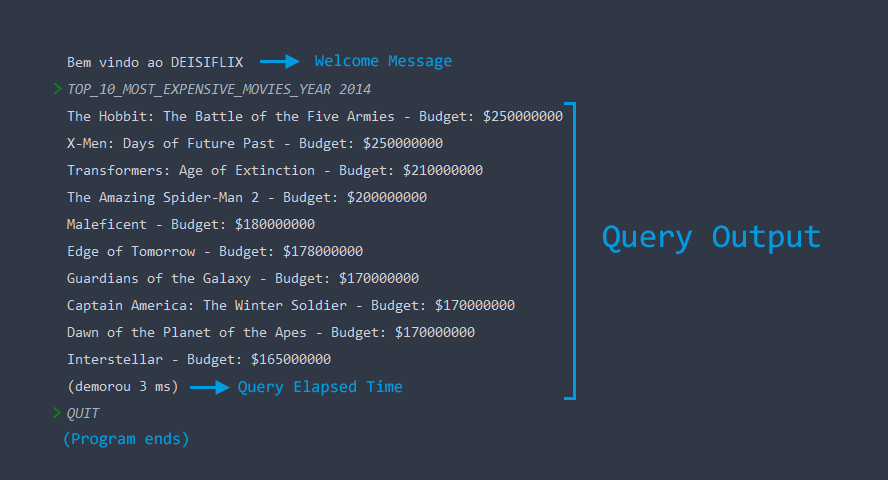 Bem vindo ao DEISIFLIX Welcome Message
> TOP_10_MOST_EXPENSIVE_MOVIES_YEAR 2014
The Hobbit: The Battle of the Five Armies - Budget: $250000000
X-Men: Days of Future Past - Budget: $250000000
Transformers: Age of Extinction - Budget: $210000000
The Amazing Spider-Man 2 - Budget: $200000000
Maleficent - Budget: $180000000
Query Output
Edge of Tomorrow - Budget: $178000000
Guardians of the Galaxy - Budget: $170000000
Captain America: The Winter Soldier - Budget: $170000000
Dawn of the Planet of the Apes - Budget: $170000000
Interstellar - Budget: $165000000
(demorou 3 ms) Query Elapsed Time
> QUIT
(Program ends)